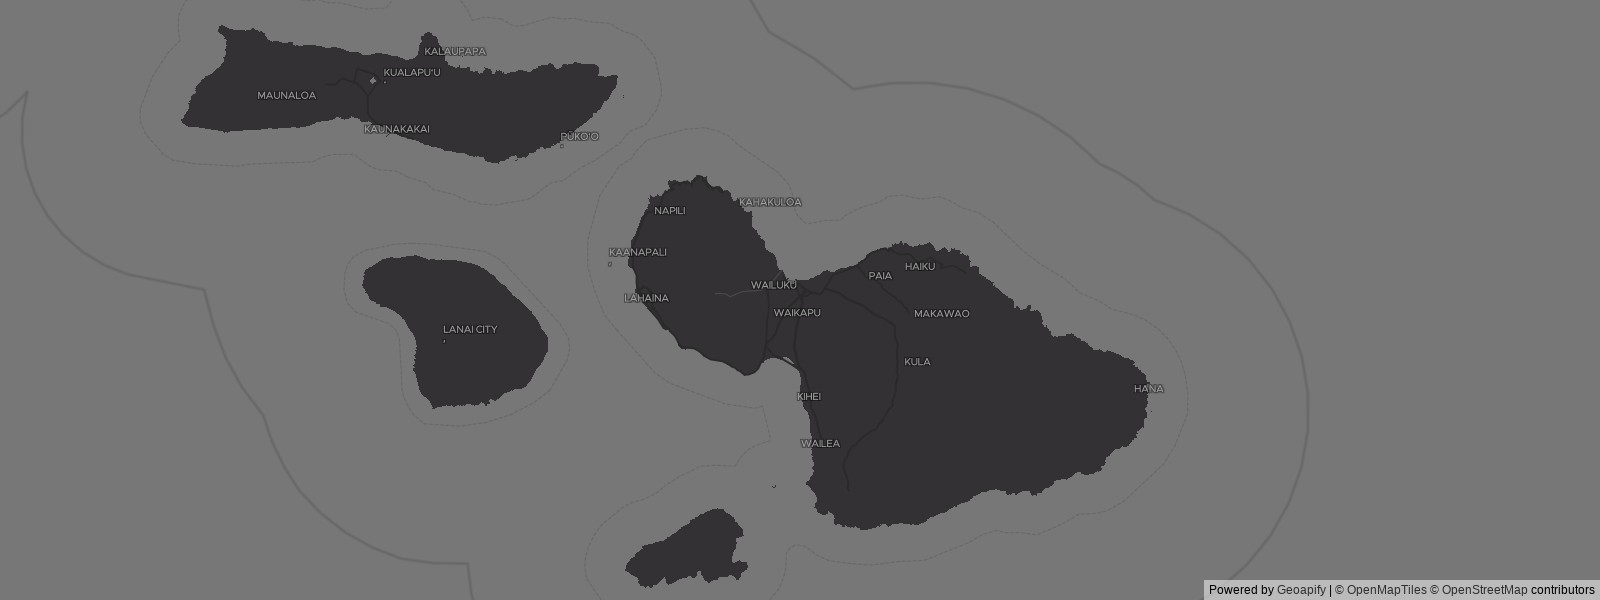 KALAUPAPA
KUALAPU'U
MAUNALOA
KAUNAKAKAI
PŪKO'O
KAHAKULOA
NAPILI
KAANAPALI
HAIKU
PAIA
WAILUKU
LAHAINA
WAIKAPU
MAKAWAO
LANAI CITY
KULA
HANA
KIHEI
WAILEA
Powered by Geoapify | © OpenMapTiles © OpenStreetMap contributors